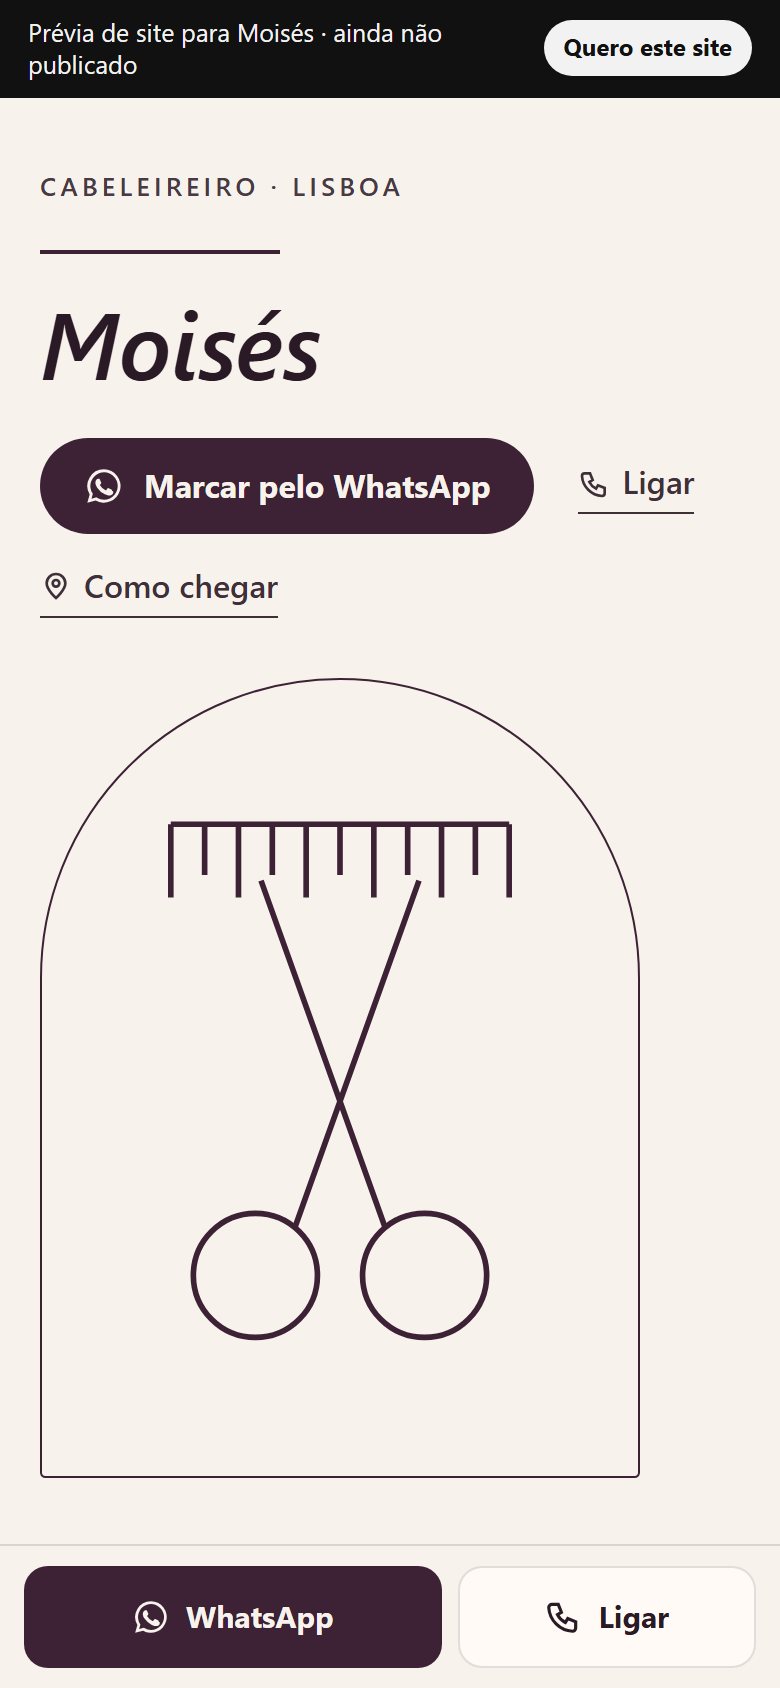 Prévia de site para Moisés · ainda não
publicado
Quero este site
CABELEIREIRO · LISBOA
Moisés
Marcar pelo WhatsApp
Ligar
Como chegar
WhatsApp
Ligar